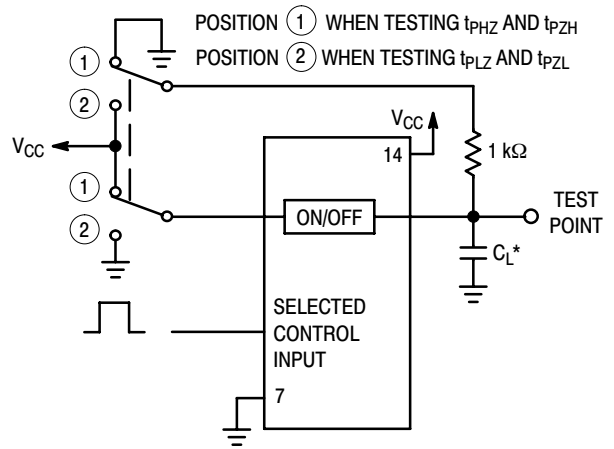 POSITION 1 WHEN TESTING tPHZ AND tPZH
POSITION 2 WHEN TESTING tPLZ AND tPZL
1
2
VCC
1
2
VCC
14
1 kΩ
ON/OFF
TEST
POINT
CL*
SELECTED
CONTROL
INPUT
7